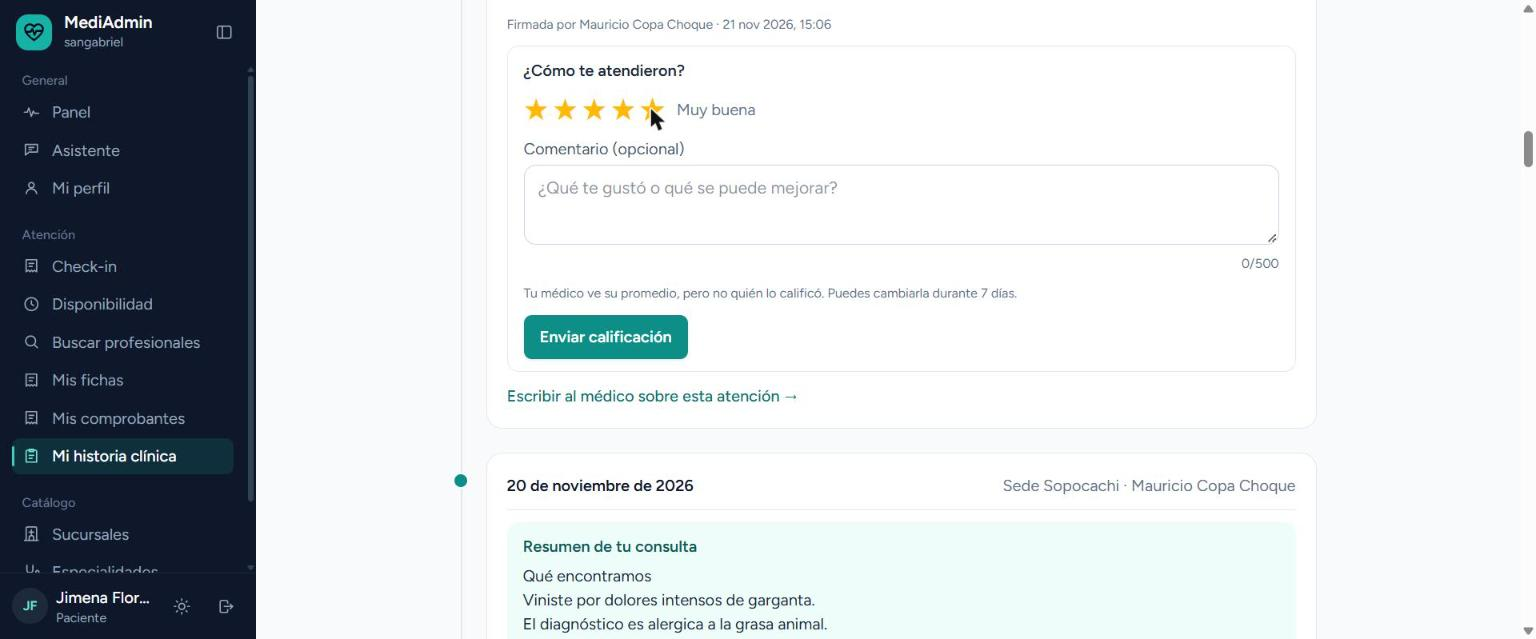 MediAdmin
sangabriel
General
Panel
Asistente
Mi perfil
Atención
Check-in
Disponibilidad
Buscar profesionales
Mis fichas
Mis comprobantes
Mi historia clínica
Catálogo
Sucursales
Especialidades
JF
Jimena Flor...
Paciente
Firmada por Mauricio Copa Choque · 21 nov 2026, 15:06
¿Cómo te atendieron?
Muy buena
Comentario (opcional)
¿Qué te gustó o qué se puede mejorar?
0/500
Tu médico ve su promedio, pero no quién lo calificó. Puedes cambiarla durante 7 días.
Enviar calificación
Escribir al médico sobre esta atención →
20 de noviembre de 2026
Sede Sopocachi · Mauricio Copa Choque
Resumen de tu consulta
Qué encontramos
Viniste por dolores intensos de garganta.
El diagnóstico es alergica a la grasa animal.